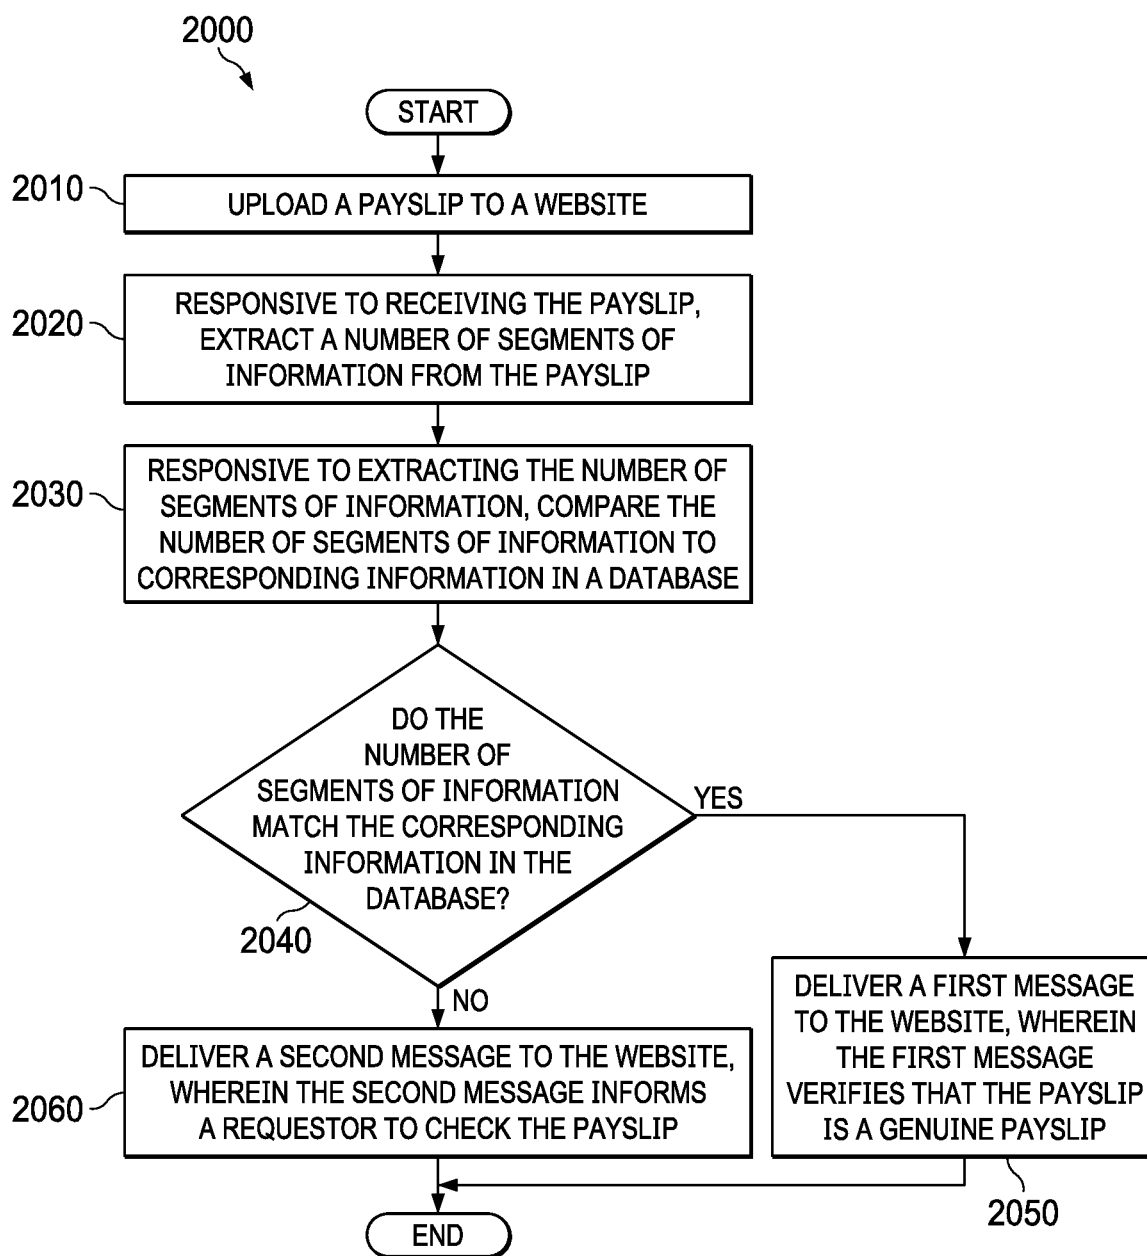 2000
START
2010
UPLOAD A PAYSLIP TO A WEBSITE
2020
RESPONSIVE TO RECEIVING THE PAYSLIP,
EXTRACT A NUMBER OF SEGMENTS OF
INFORMATION FROM THE PAYSLIP
2030
RESPONSIVE TO EXTRACTING THE NUMBER OF
SEGMENTS OF INFORMATION, COMPARE THE
NUMBER OF SEGMENTS OF INFORMATION TO
CORRESPONDING INFORMATION IN A DATABASE
DO THE
NUMBER OF
SEGMENTS OF INFORMATION
MATCH THE CORRESPONDING
INFORMATION IN THE
DATABASE?
2040
YES
NO
DELIVER A FIRST MESSAGE
TO THE WEBSITE, WHEREIN
THE FIRST MESSAGE
VERIFIES THAT THE PAYSLIP
IS A GENUINE PAYSLIP
2050
2060
DELIVER A SECOND MESSAGE TO THE WEBSITE,
WHEREIN THE SECOND MESSAGE INFORMS
A REQUESTOR TO CHECK THE PAYSLIP
END